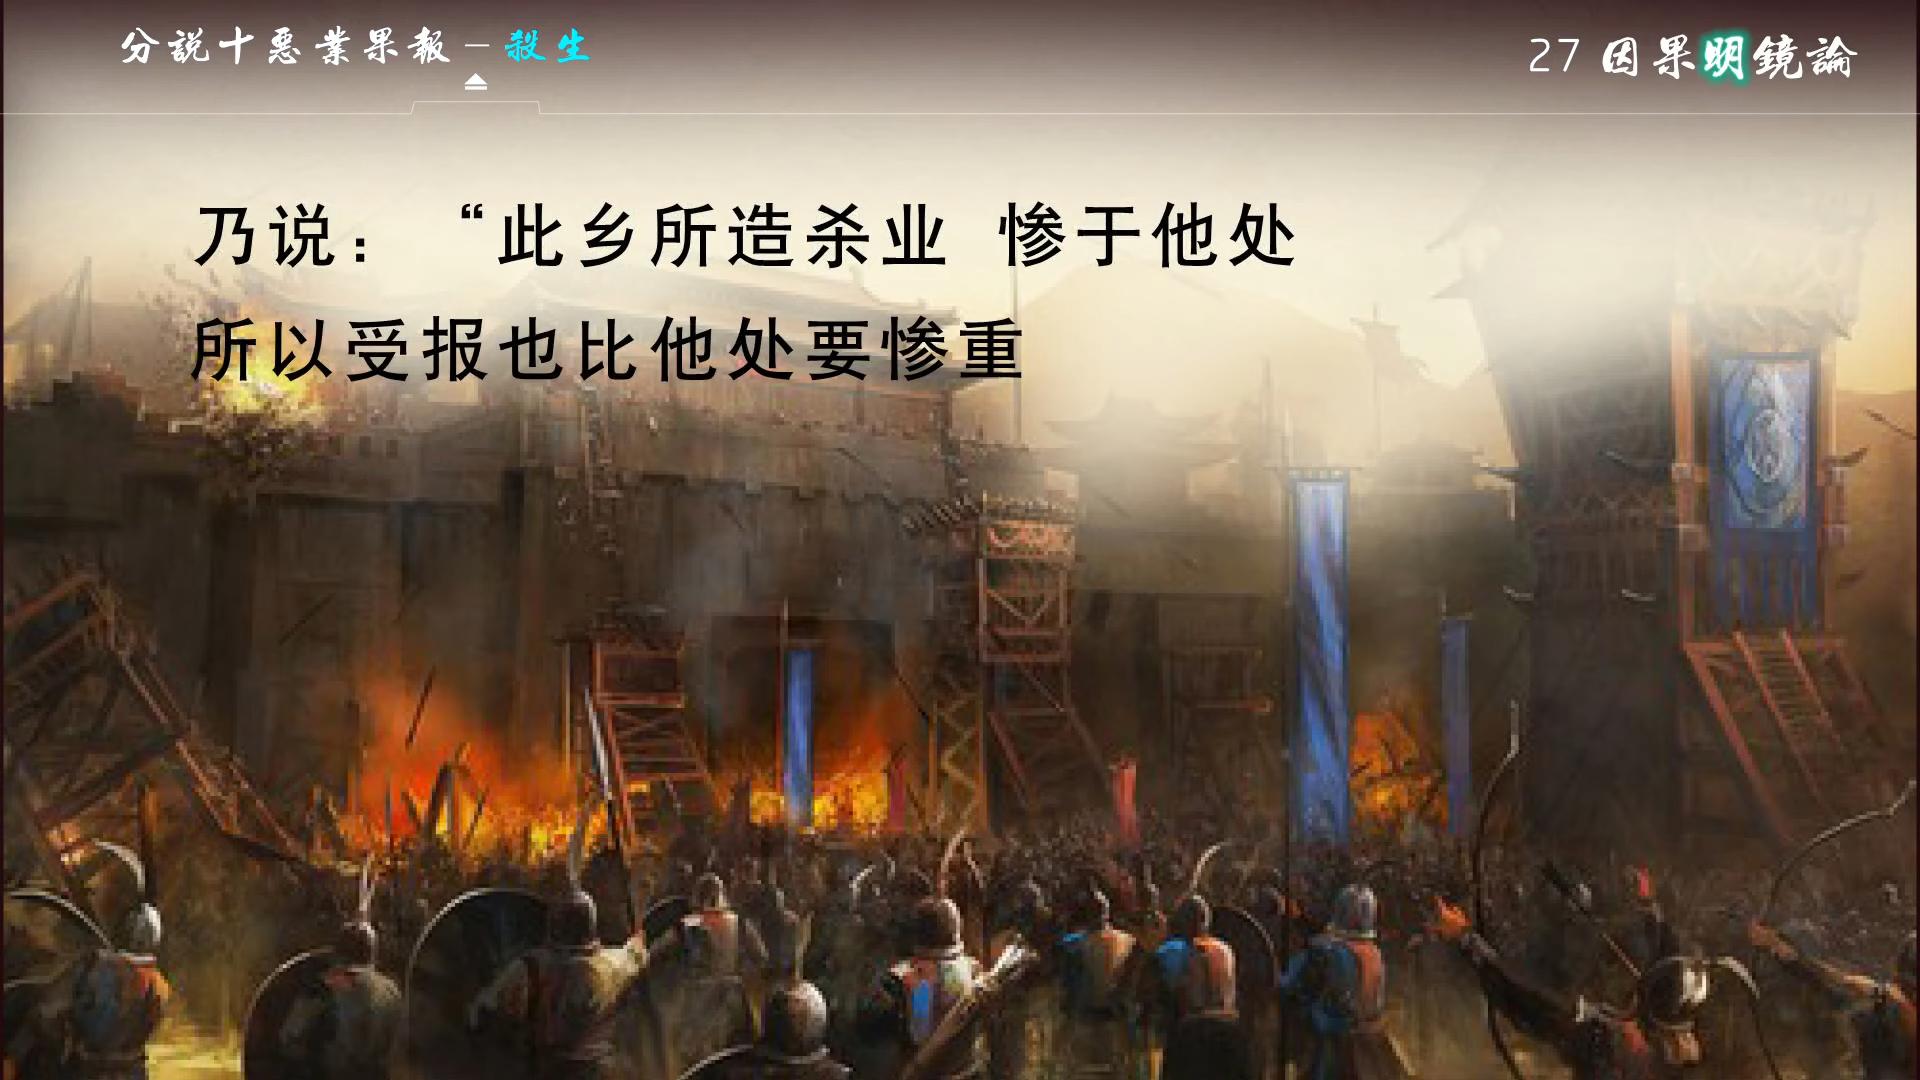 分説十惡業果報－殺生
27 因果明鏡論
乃说：“此乡所造杀业 惨于他处
所以受报也比他处要惨重